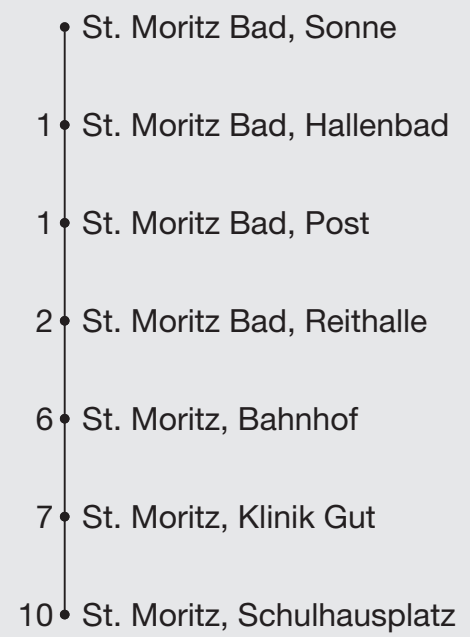 St. Moritz Bad, Sonne
1 St. Moritz Bad, Hallenbad
1 St. Moritz Bad, Post
2 St. Moritz Bad, Reithalle
6 St. Moritz, Bahnhof
7 St. Moritz, Klinik Gut
10 St. Moritz, Schulhausplatz